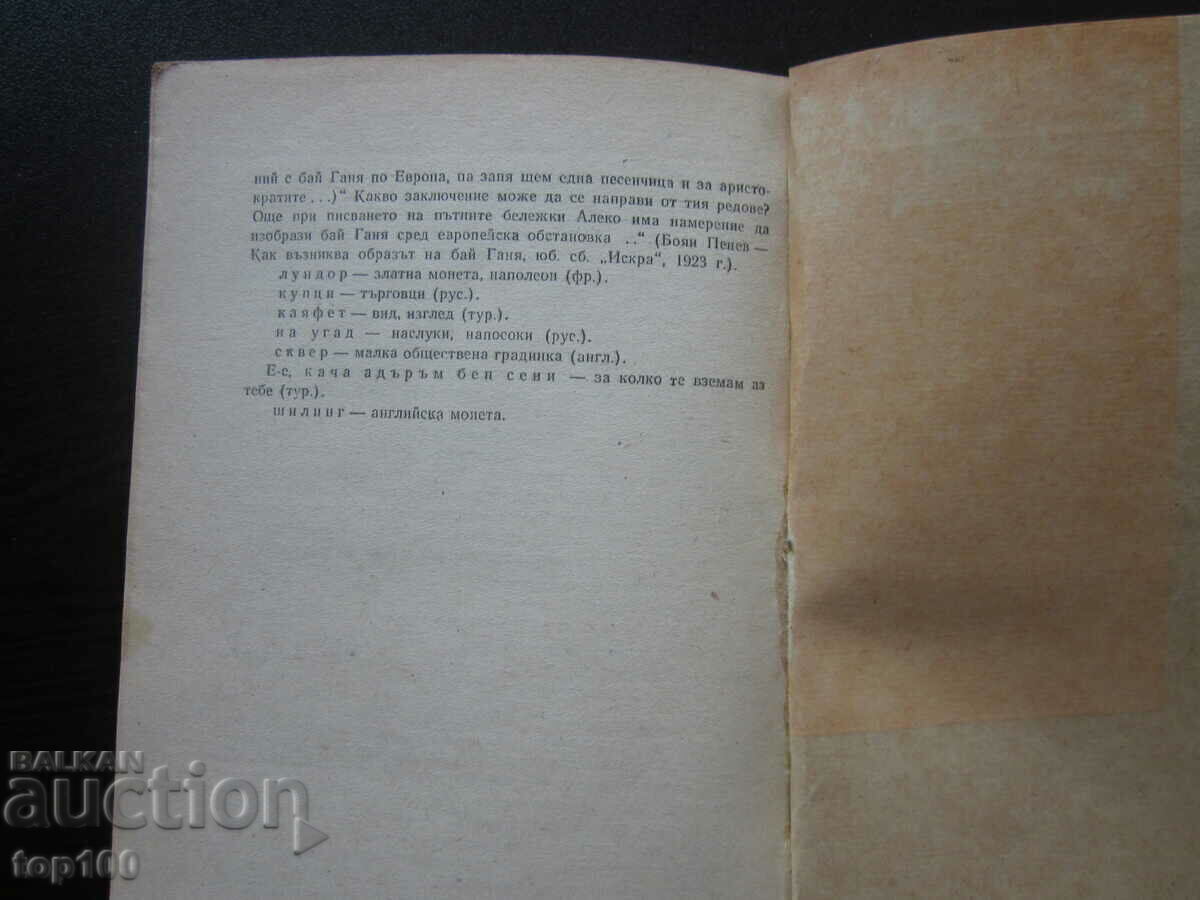 ний с бай Ганя по Европа, па запя щем една песенчица и за аристо-
кратите . . .)“ Какво заключение може да се направи от тия редове?
Още при писването на пътните бележки Алеко има намерение да
изобрази бай Ганя сред европейска обстановка . .“ (Боян Пенев —
Как възниква образът на бай Ганя, юб. сб. „Искра“, 1923 г.).
лундор — златна монета, наполеон (фр.).
купци — търговци (рус.).
каяфет — вид, изглед (тур.).
на угад — наслуки, напосоки (рус.).
сквер — малка обществена градинка (англ.).
Е-е, кача адъръм бен сени — за колко те вземам аз
тебе (тур.).
шилинг — английска монета.
BALKAN
auction
top100